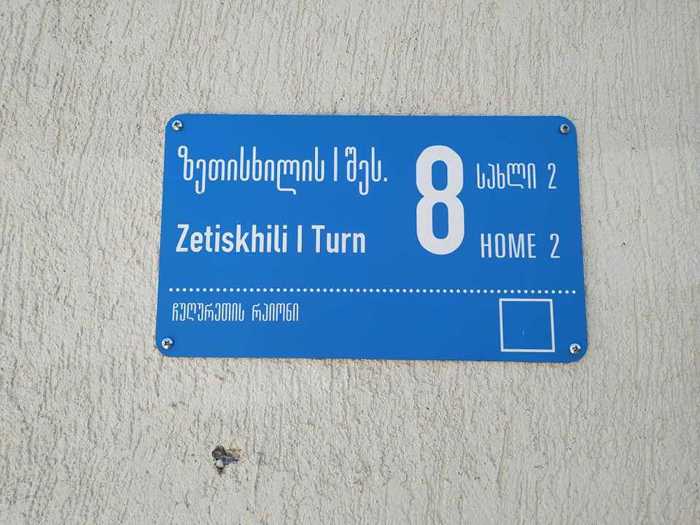 ზეთისხილის I შეს.
8
სახლი 2
Zetiskhili I Turn
HOME 2
ჩუღურეთის რაიონი